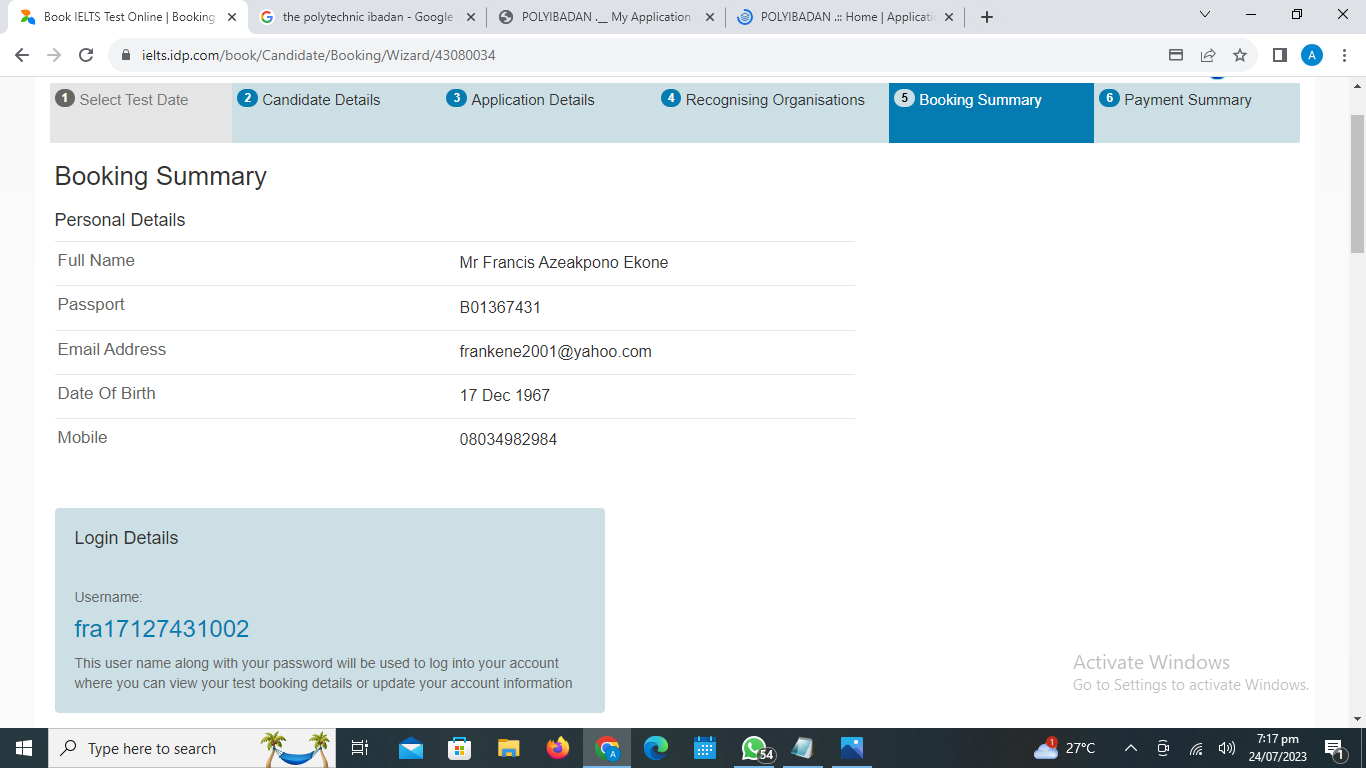 Book IELTS Test Online | Booking
the polytechnic ibadan - Google
POLYIBADAN .__ My Application
POLYIBADAN .:: Home | Applicati
ielts.idp.com/book/Candidate/Booking/Wizard/43080034
A
1 Select Test Date
2 Candidate Details
3 Application Details
4 Recognising Organisations
5 Booking Summary
6 Payment Summary
Booking Summary
Personal Details
Full Name Mr Francis Azeakpono Ekone
Passport B01367431
Email Address frankene2001@yahoo.com
Date Of Birth 17 Dec 1967
Mobile 08034982984
Login Details
Username:
fra17127431002
This user name along with your password will be used to log into your account
where you can view your test booking details or update your account information
Activate Windows
Go to Settings to activate Windows.
Type here to search
A
54
1
27°C
7:17 pm
24/07/2023
1